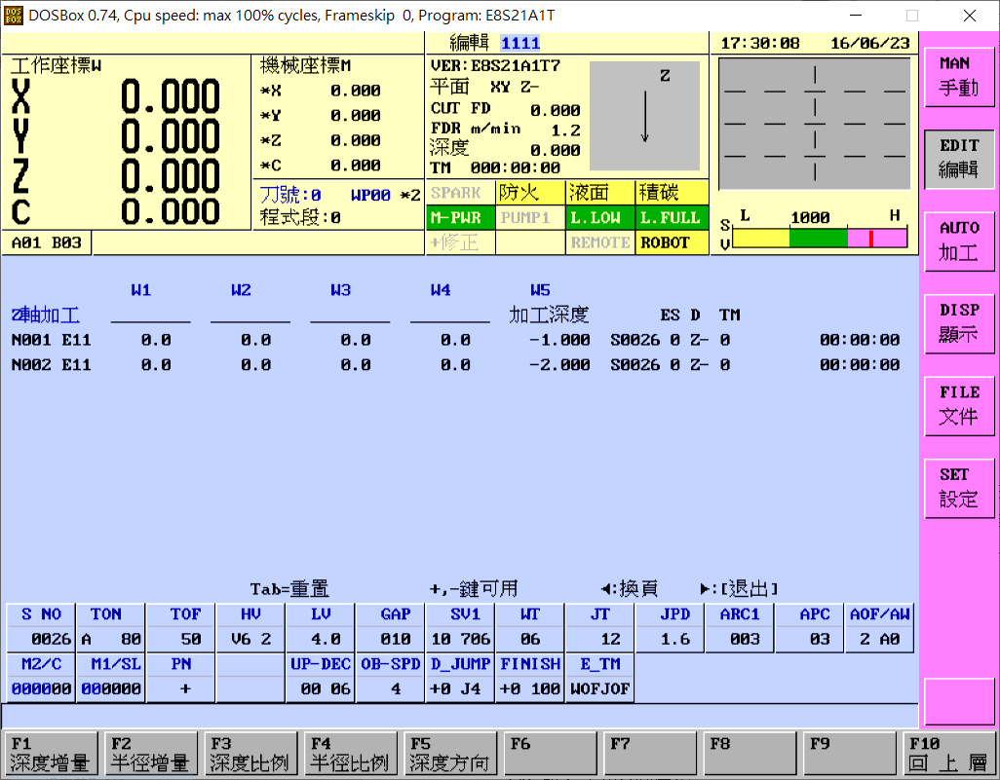 DOSBox 0.74, Cpu speed: max 100% cycles, Frameskip 0, Program: E8S21A1T
編輯 1111
17:30:08 16/06/23
工作座標W
X 0.000
Y 0.000
Z 0.000
C 0.000
A01 B03
機械座標M
*X 0.000
*Y 0.000
*Z 0.000
*C 0.000
刀號:0 WP00 *2
程式段:0
VER:E8S21A1T7
平面 XY Z-
CUT FD 0.000
FDR m/min 1.2
深度 0.000
TM 000:00:00
Z
SPARK 防火 液面 積碳
M-PWR PUMP1 L.LOW L.FULL
+修正 REMOTE ROBOT
L 1000 H
S
V
MAN
手動
EDIT
編輯
AUTO
加工
DISP
顯示
FILE
文件
SET
設定
W1 W2 W3 W4 W5
Z軸加工 加工深度 ES D TM
N001 E11 0.0 0.0 0.0 0.0 -1.000 S0026 0 Z- 0 00:00:00
N002 E11 0.0 0.0 0.0 0.0 -2.000 S0026 0 Z- 0 00:00:00
Tab=重置 +,-鍵可用 ◀:換頁 ▶:[退出]
S NO TON TOF HV LV GAP SV1 WT JT JPD ARC1 APC AOF/AW
0026 A 80 50 V6 2 4.0 010 10 706 06 12 1.6 003 03 2 A0
M2/C M1/SL PN UP-DEC OB-SPD D_JUMP FINISH E_TM
000000 000000 + 00 06 4 +0 J4 +0 100 WOFJOF
F1 F2 F3 F4 F5 F6 F7 F8 F9 F10
深度增量 半徑增量 深度比例 半徑比例 深度方向 回 上 層